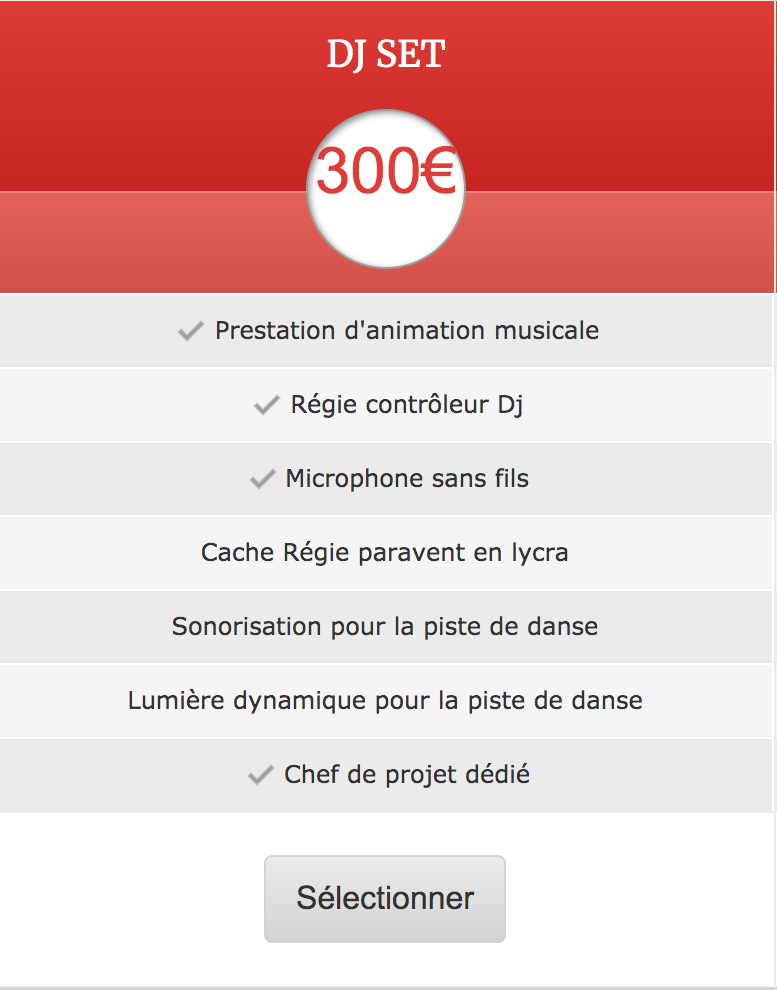 DJ SET
300€
Prestation d'animation musicale
Régie contrôleur Dj
Microphone sans fils
Cache Régie paravent en lycra
Sonorisation pour la piste de danse
Lumière dynamique pour la piste de danse
Chef de projet dédié
Sélectionner